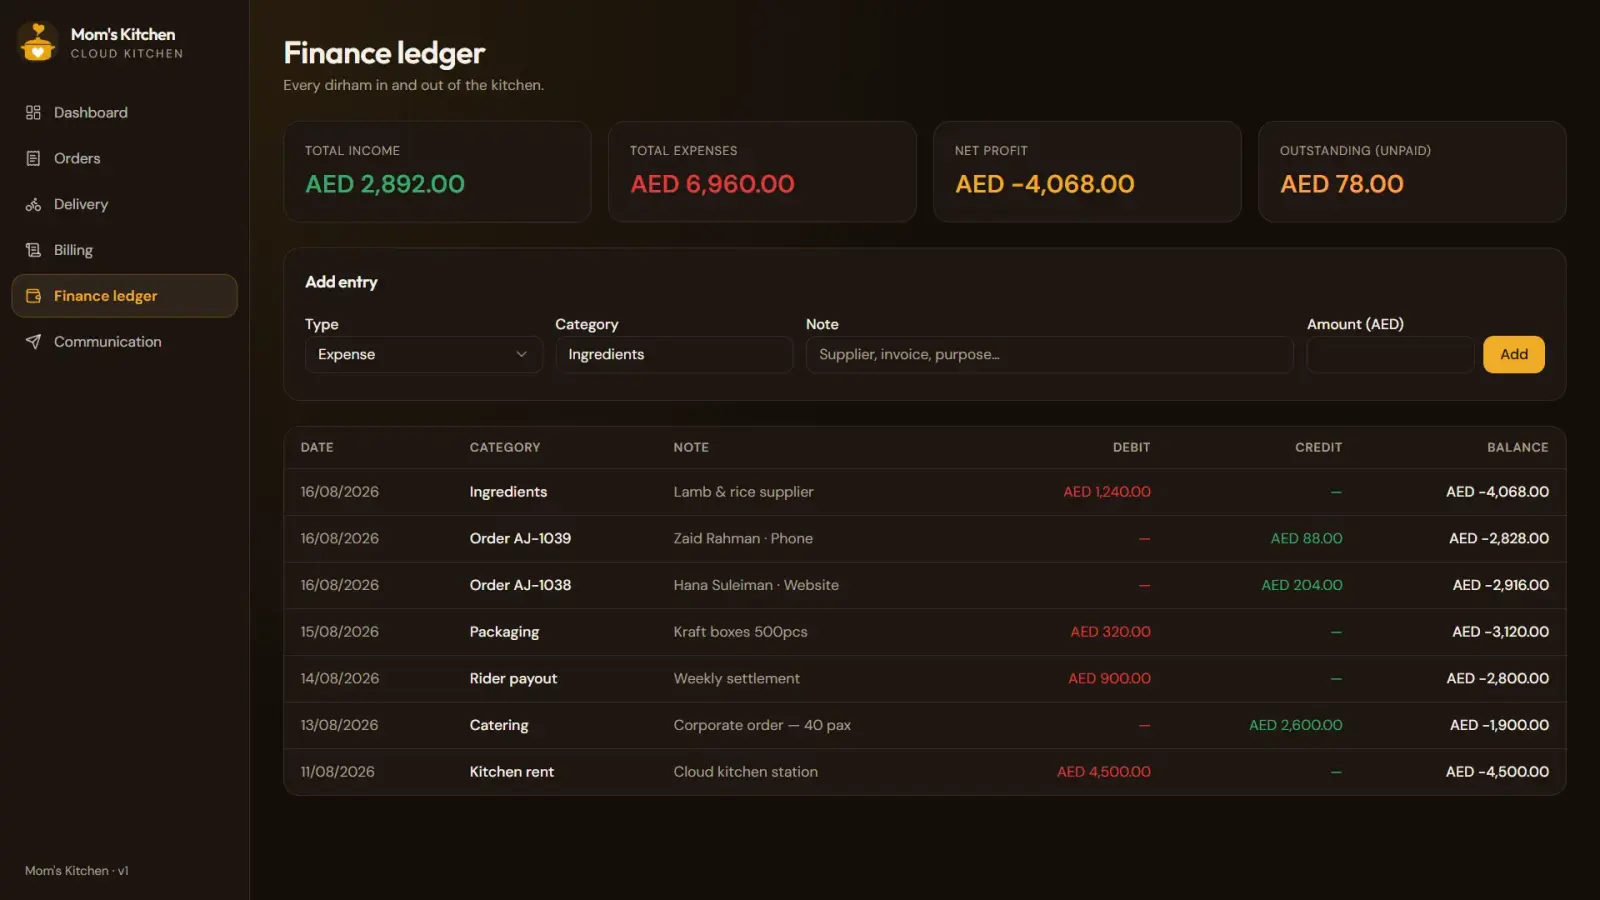 Mom's Kitchen
CLOUD KITCHEN
Dashboard
Orders
Delivery
Billing
Finance ledger
Communication
Mom's Kitchen · v1
Finance ledger
Every dirham in and out of the kitchen.
TOTAL INCOME
AED 2,892.00
TOTAL EXPENSES
AED 6,960.00
NET PROFIT
AED -4,068.00
OUTSTANDING (UNPAID)
AED 78.00
Add entry
Type
Expense
Category
Ingredients
Note
Supplier, invoice, purpose...
Amount (AED)
Add
DATE CATEGORY NOTE DEBIT CREDIT BALANCE
16/08/2026 Ingredients Lamb & rice supplier AED 1,240.00 — AED -4,068.00
16/08/2026 Order AJ-1039 Zaid Rahman · Phone — AED 88.00 AED -2,828.00
16/08/2026 Order AJ-1038 Hana Suleiman · Website — AED 204.00 AED -2,916.00
15/08/2026 Packaging Kraft boxes 500pcs AED 320.00 — AED -3,120.00
14/08/2026 Rider payout Weekly settlement AED 900.00 — AED -2,800.00
13/08/2026 Catering Corporate order — 40 pax — AED 2,600.00 AED -1,900.00
11/08/2026 Kitchen rent Cloud kitchen station AED 4,500.00 — AED -4,500.00